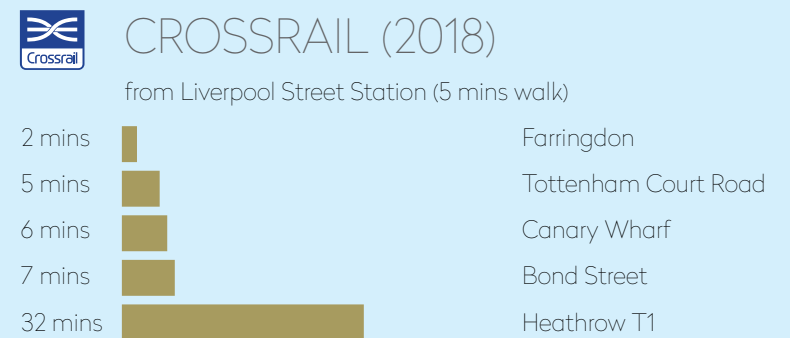 Crossrail
CROSSRAIL (2018)
from Liverpool Street Station (5 mins walk)
2 mins Farringdon
5 mins Tottenham Court Road
6 mins Canary Wharf
7 mins Bond Street
32 mins Heathrow T1